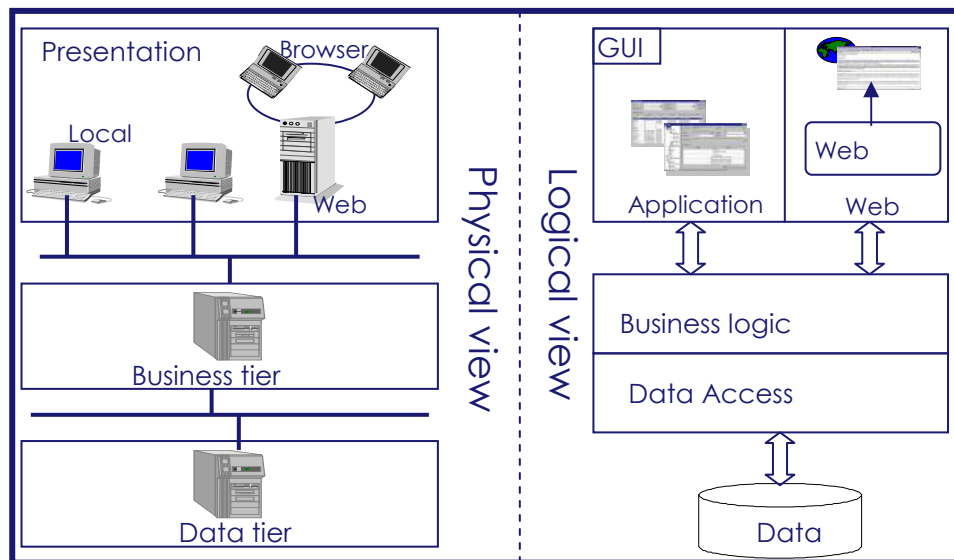 Presentation
Browser
Local
Web
Business tier
Data tier
Physical view
Logical view
GUI
Web
Application
Web
Business logic
Data Access
Data